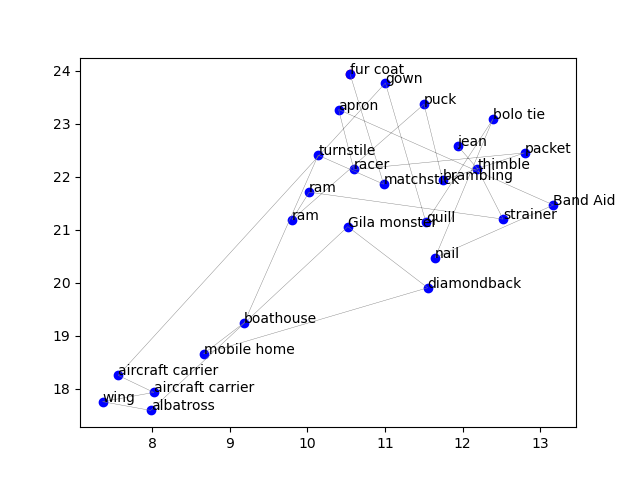 24
fur coat
gown
puck
apron
23
bolo tie
jean
packet
turnstile
racer
thimble
22
matchstick
brambling
ram
Band Aid
ram
Gila monster
quill
strainer
21
nail
20
diamondback
boathouse
19
mobile home
aircraft carrier
18
aircraft carrier
wing
albatross
8 9 10 11 12 13